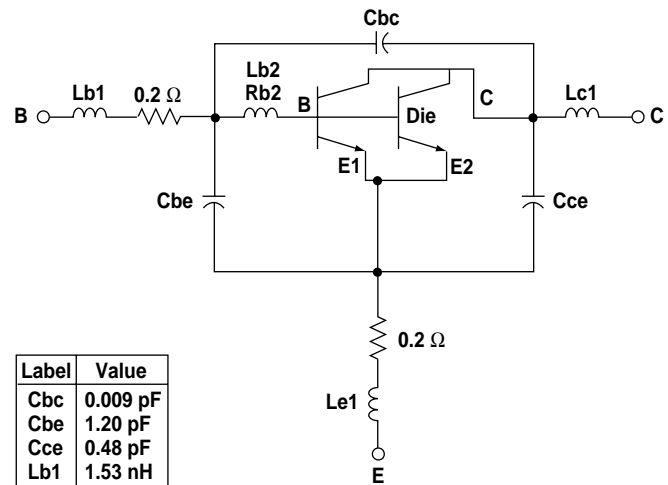 Cbc
Lb2
Rb2
Lb1
0.2 Ω
B
B
Die
C
Lc1
C
E1
E2
Cbe
Cce
0.2 Ω
Le1
E
Label Value
Cbc 0.009 pF
Cbe 1.20 pF
Cce 0.48 pF
Lb1 1.53 nH